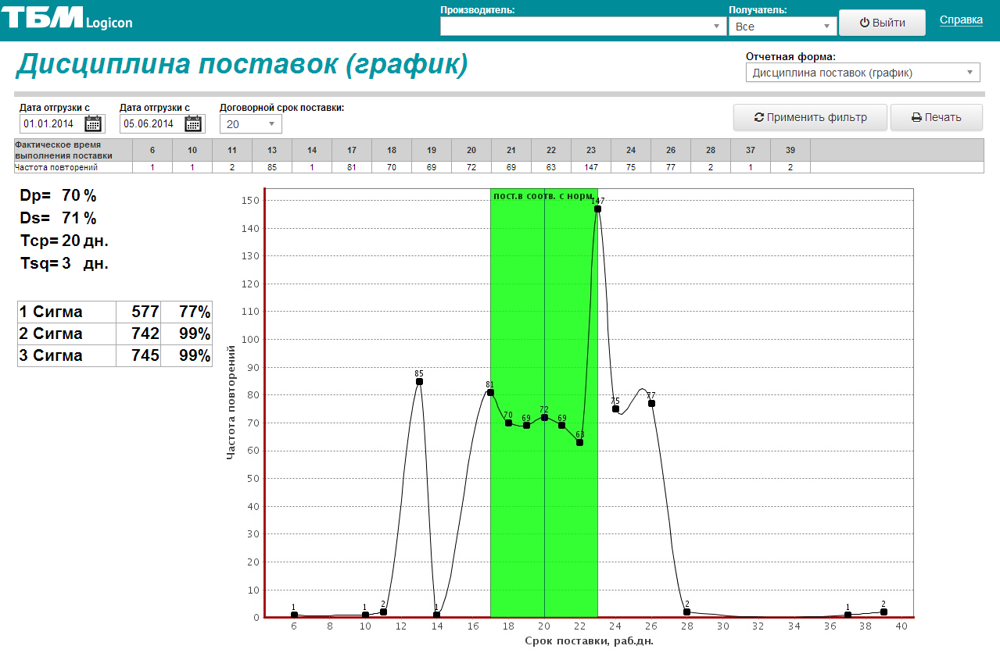 ТБМ Logicon
Производитель:
Получатель:
Все
Выйти
Справка
Дисциплина поставок (график)
Отчетная форма:
Дисциплина поставок (график)
Дата отгрузки с
Дата отгрузки с
Договорной срок поставки:
01.01.2014
05.06.2014
20
Применить фильтр
Печать
Фактическое время
выполнения поставки
6 10 11 13 14 17 18 19 20 21 22 23 24 26 28 37 39
Частота повторений 1 1 2 85 1 81 70 69 72 69 63 147 75 77 2 1 2
Dp= 70 %
Ds= 71 %
Tcp= 20 дн.
Tsq= 3 дн.
1 Сигма 577 77%
2 Сигма 742 99%
3 Сигма 745 99%
Частота повторений
150
140
130
120
110
100
90
80
70
60
50
40
30
20
10
0
пост.в соотв. с норм.
1 1 2 85 1 81 70 69 72 69 63 147 75 77 2 1 2
6 8 10 12 14 16 18 20 22 24 26 28 30 32 34 36 38 40
Срок поставки, раб.дн.